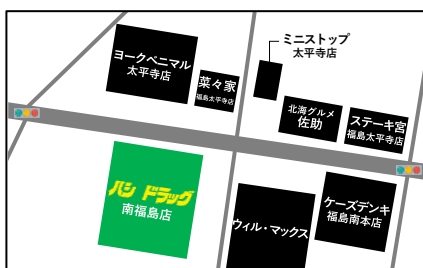 ヨークベニマル
太平寺店
菜々家
福島太平寺店
ミニストップ
太平寺店
北海グルメ
佐助
ステーキ宮
福島太平寺店
ハシ ドラッグ
南福島店
ウィル・マックス
ケーズデンキ
福島南本店